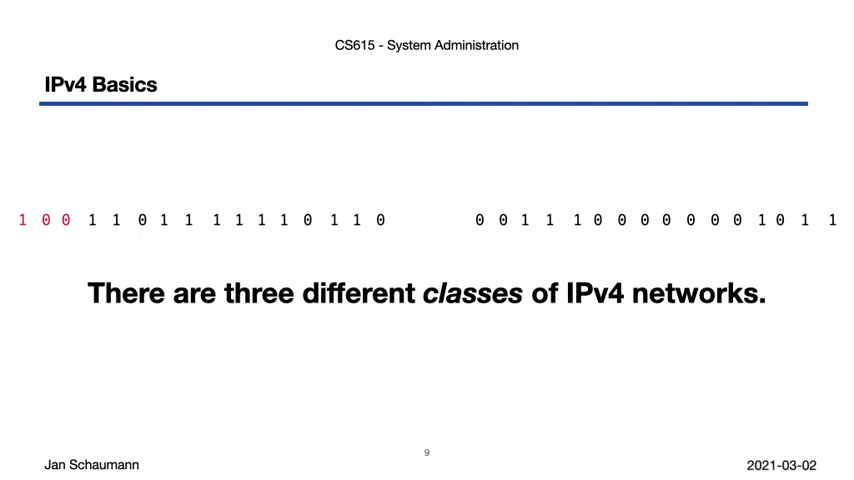 CS615 - System Administration
IPv4 Basics
1 0 0 1 1 0 1 1 1 1 1 1 0 1 1 0 0 0 1 1 1 0 0 0 0 0 0 0 1 0 1 1
There are three different classes of IPv4 networks.
9
Jan Schaumann 2021-03-02